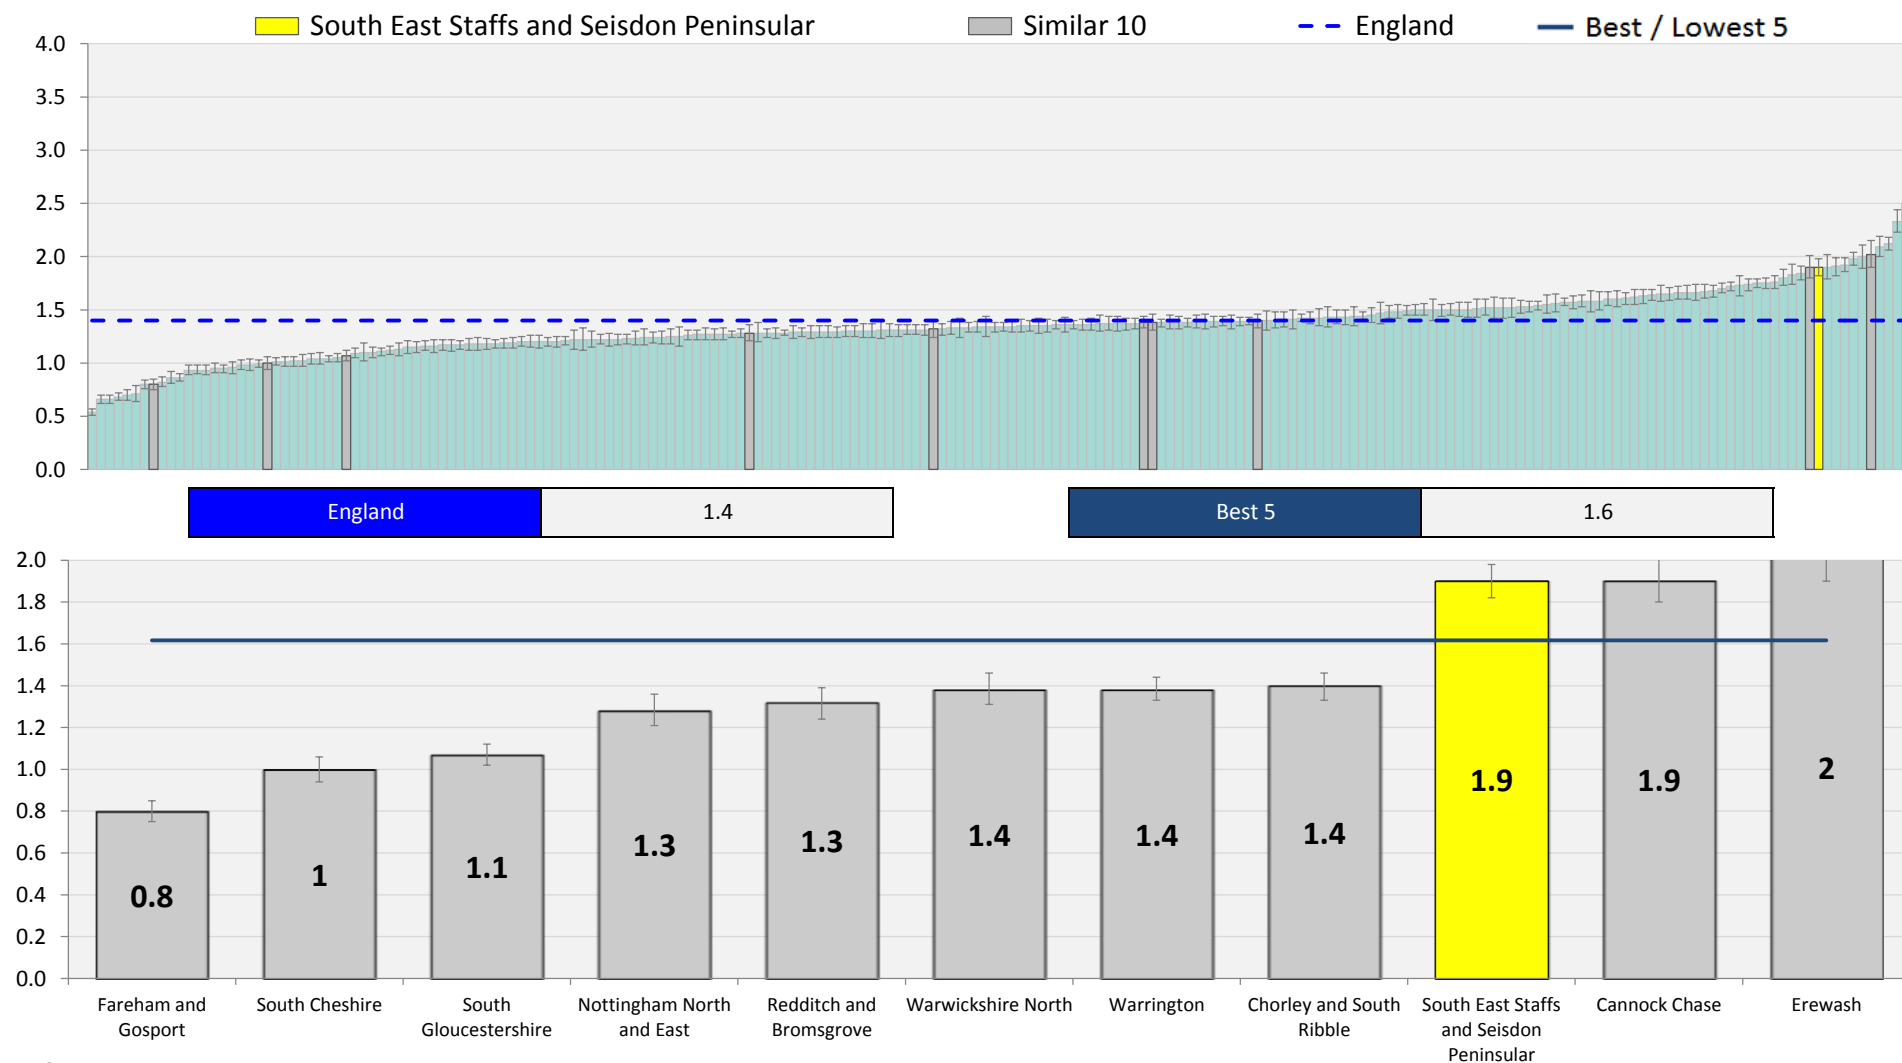 South East Staffs and Seisdon Peninsular Similar 10 England Best / Lowest 5
4.0
3.5
3.0
2.5
2.0
1.5
1.0
0.5
0.0
England 1.4 Best 5 1.6
2.0
1.8
1.6
1.4
1.2
1.0
0.8
0.6
0.4
0.2
0.0
0.8 1 1.1 1.3 1.3 1.4 1.4 1.4 1.9 1.9 2
Fareham and
Gosport
South Cheshire
South
Gloucestershire
Nottingham North
and East
Redditch and
Bromsgrove
Warwickshire North
Warrington
Chorley and South
Ribble
South East Staffs
and Seisdon
Peninsular
Cannock Chase
Erewash